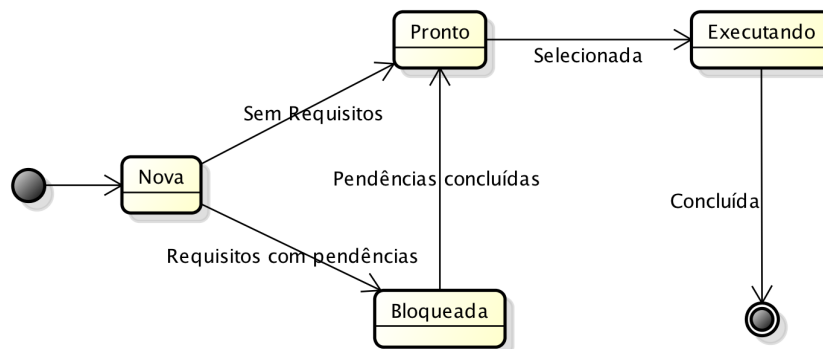 Pronto
Executando
Selecionada
Sem Requisitos
Nova
Pendências concluídas
Concluída
Requisitos com pendências
Bloqueada